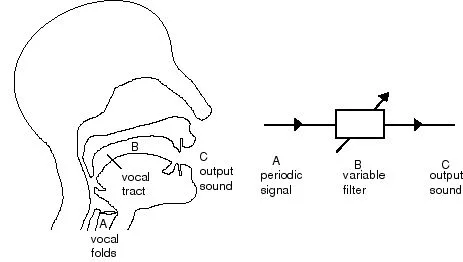 B
C
output
sound
vocal
tract
A
vocal
folds
A
periodic
signal
B
variable
filter
C
output
sound